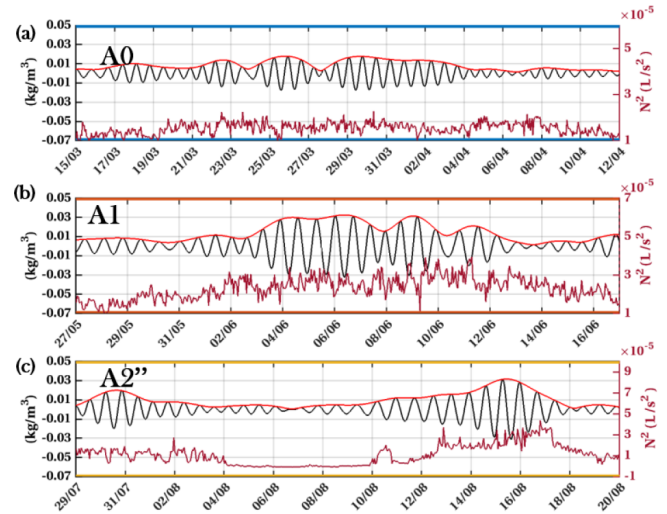 (a)
A0
×10⁻⁵
0.05
0.03
0.01
-0.01
-0.03
-0.05
-0.07
(kg/m³)
5
3
1
N² (L/s²)
15/03 17/03 19/03 21/03 23/03 25/03 27/03 29/03 31/03 02/04 04/04 06/04 08/04 10/04 12/04
(b)
A1
×10⁻⁵
0.05
0.03
0.01
-0.01
-0.03
-0.05
-0.07
(kg/m³)
7
5
3
1
N² (L/s²)
27/05 29/05 31/05 02/06 04/06 06/06 08/06 10/06 12/06 14/06 16/06
(c)
A2”
×10⁻⁵
0.05
0.03
0.01
-0.01
-0.03
-0.05
-0.07
(kg/m³)
9
7
5
3
1
-1
N² (L/s²)
29/07 31/07 02/08 04/08 06/08 08/08 10/08 12/08 14/08 16/08 18/08 20/08